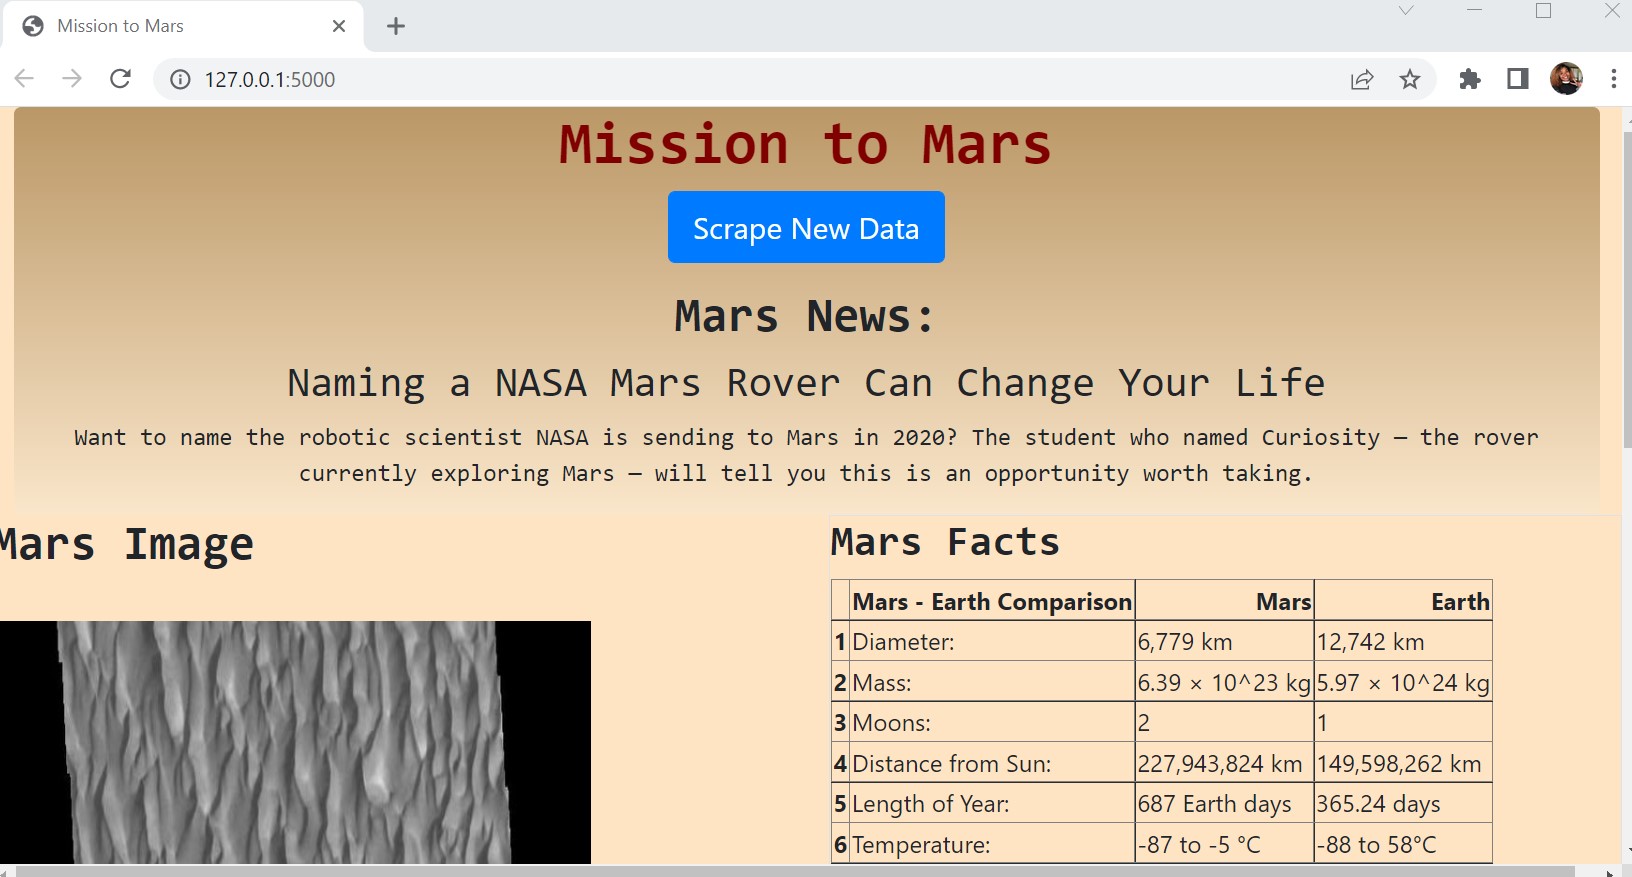 Mission to Mars
127.0.0.1:5000
Mission to Mars
Scrape New Data
Mars News:
Naming a NASA Mars Rover Can Change Your Life
Want to name the robotic scientist NASA is sending to Mars in 2020? The student who named Curiosity — the rover
currently exploring Mars — will tell you this is an opportunity worth taking.
Mars Image
Mars Facts
Mars - Earth Comparison Mars Earth
1 Diameter: 6,779 km 12,742 km
2 Mass: 6.39 × 10^23 kg 5.97 × 10^24 kg
3 Moons: 2 1
4 Distance from Sun: 227,943,824 km 149,598,262 km
5 Length of Year: 687 Earth days 365.24 days
6 Temperature: -87 to -5 °C -88 to 58°C